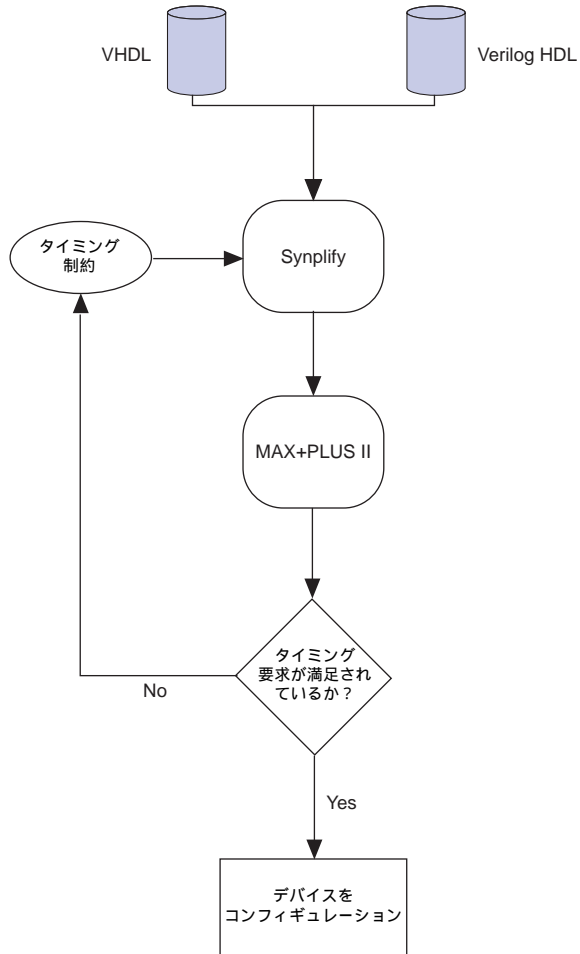 VHDL
Verilog HDL
タイミング
制約
Synplify
MAX+PLUS II
タイミング
要求が満足され
ているか？
No
Yes
デバイスを
コンフィギュレーション